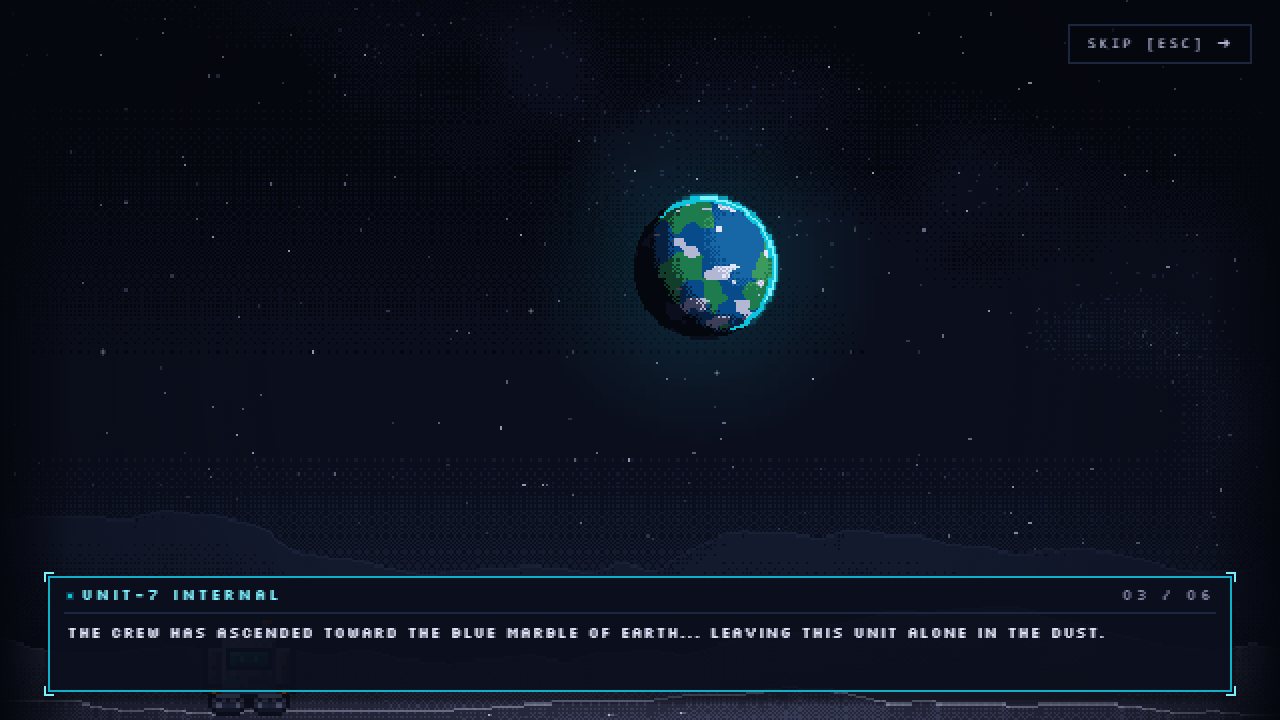 SKIP [ESC] →
UNIT-7 INTERNAL
03 / 06
THE CREW HAS ASCENDED TOWARD THE BLUE MARBLE OF EARTH... LEAVING THIS UNIT ALONE IN THE DUST.